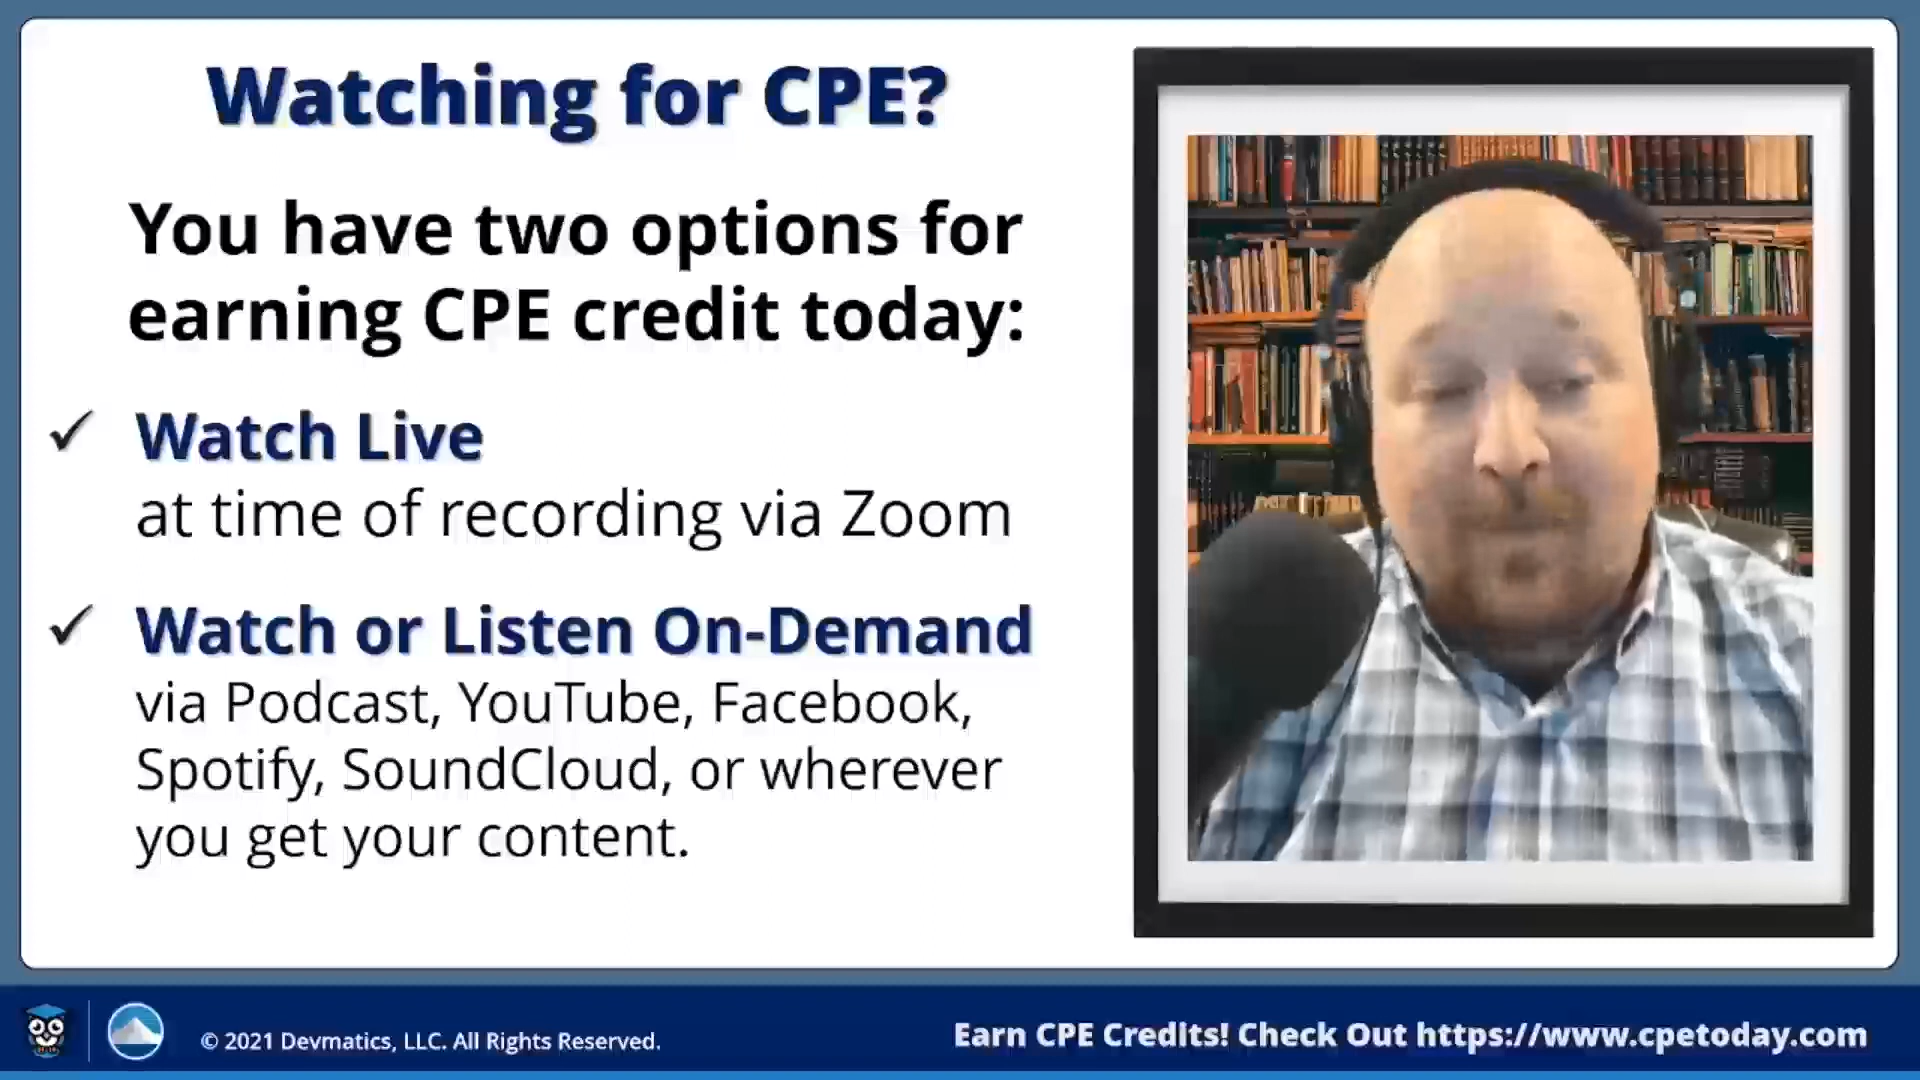 Watching for CPE?
You have two options for
earning CPE credit today:
✓ Watch Live
at time of recording via Zoom
✓ Watch or Listen On-Demand
via Podcast, YouTube, Facebook,
Spotify, SoundCloud, or wherever
you get your content.
© 2021 Devmatics, LLC. All Rights Reserved.
Earn CPE Credits! Check Out https://www.cpetoday.com